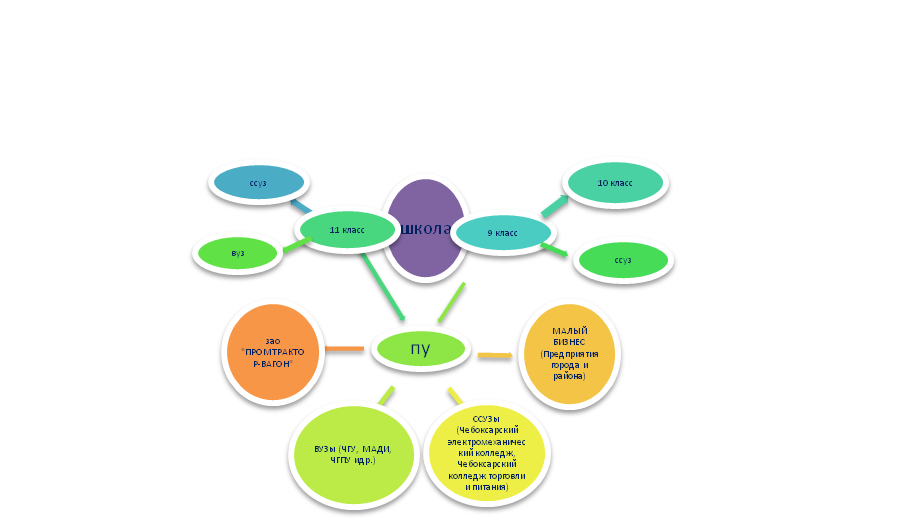 ссуз
10 класс
школа
11 класс
9 класс
вуз
ссуз
ПУ
зао
"ПРОМТРАКТО
Р-ВАГОН"
МАЛЫЙ
БИЗНЕС
(Предприятия
города и
района)
ВУЗы (ЧГУ, МАДИ,
ЧГПУ идр.)
ССУЗы
(Чебоксарский
электромеханичес
кий колледж,
Чебоксарский
колледж торговли
и питания)